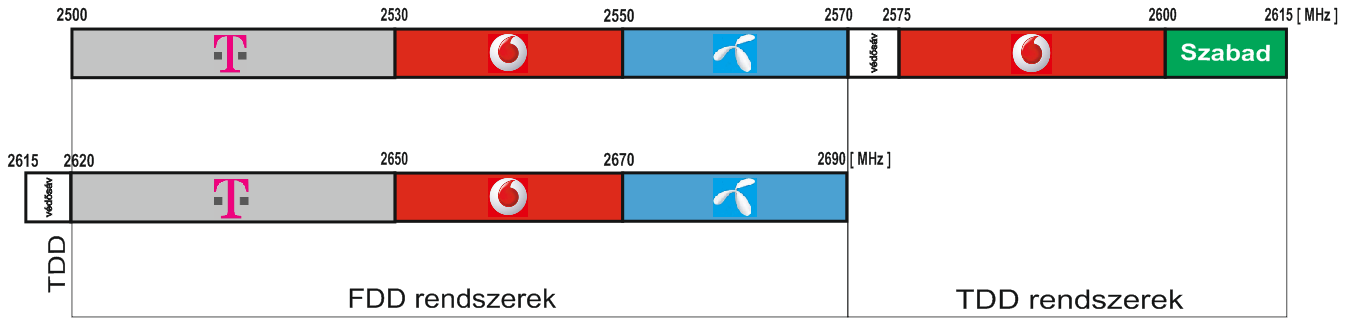 2500 2530 2550 2570 2575 2600 2615 [ MHz ]
T védősáv Szabad
2615 2620 2650 2670 2690 [ MHz ]
védősáv T
TDD
FDD rendszerek TDD rendszerek